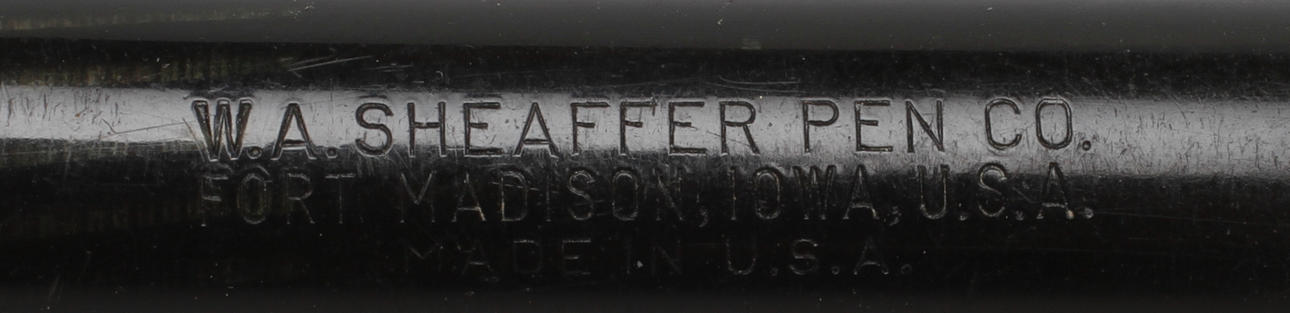 W.A. SHEAFFER PEN CO.
FORT MADISON, IOWA, U.S.A.
MADE IN U.S.A.